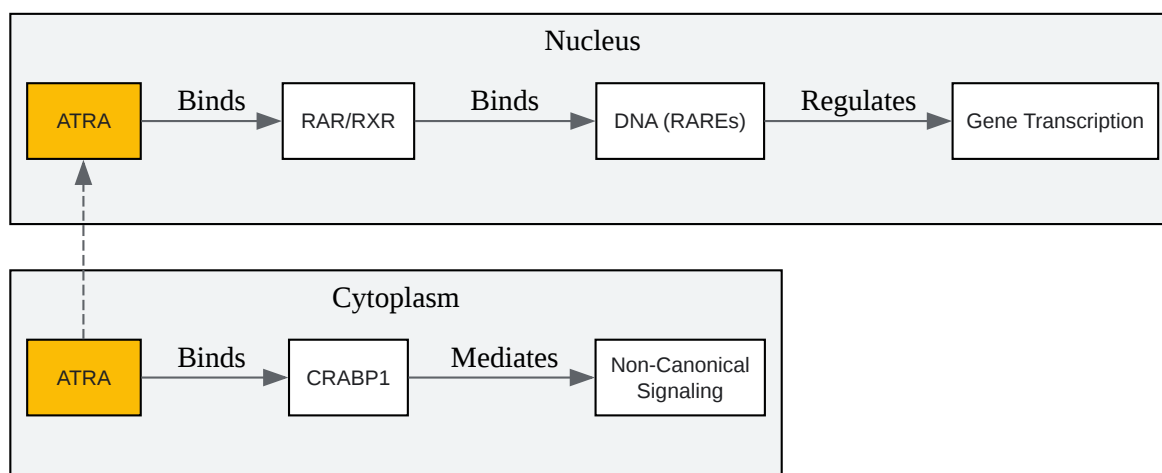 Nucleus
ATRA
Binds
RAR/RXR
Binds
DNA (RAREs)
Regulates
Gene Transcription
Cytoplasm
ATRA
Binds
CRABP1
Mediates
Non-Canonical
Signaling